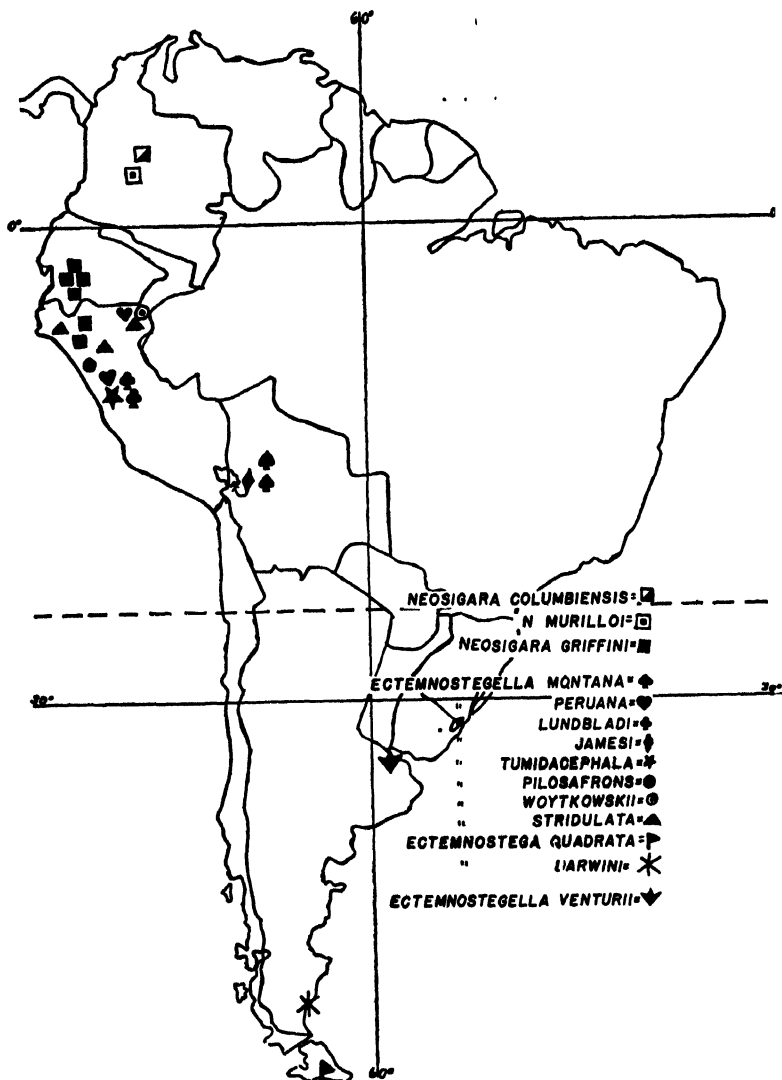 60°
0°
0
NEOSIGARA COLUMBIENSIS=
"N MURILLOI=
NEOSIGARA GRIFFINI=
ECTEMNOSTEGELLA MONTANA=
30°
30°
" PERUANA=
" LUNDBLADI=
" JAMESI=
" TUMIDACEPHALA=
" PILOSAFRONS=
" WOYTKOWSKII=
" STRIDULATA=
ECTEMNOSTEGA QUADRATA=
" DARWINI=
ECTEMNOSTEGELLA VENTURII=
60°